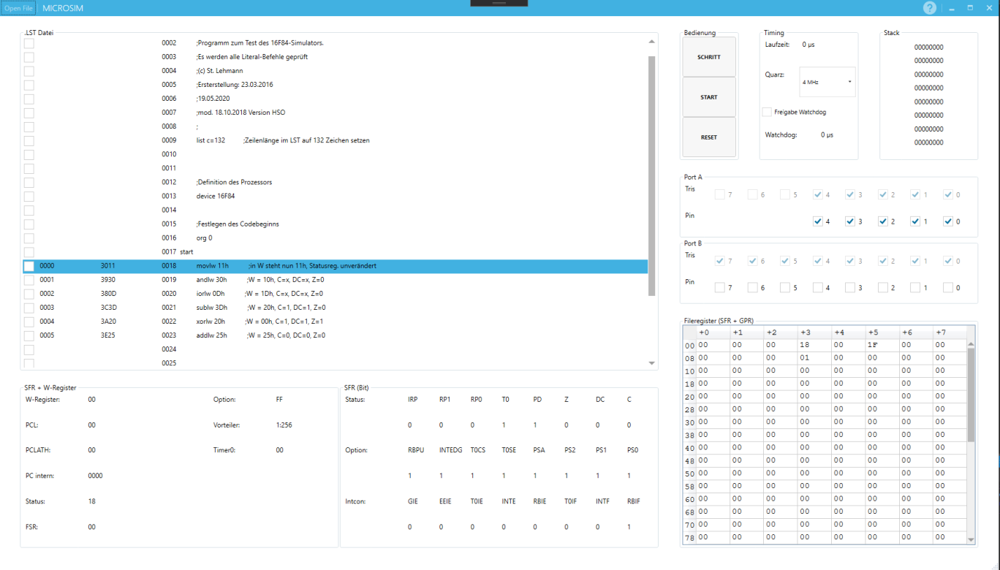 Open File MICROSIM ?
.LST Datei
0002 ;Programm zum Test des 16F84-Simulators.
0003 ;Es werden alle Literal-Befehle geprüft
0004 ;(c) St. Lehmann
0005 ;Ersterstellung: 23.03.2016
0006 ;19.05.2020
0007 ;mod. 18.10.2018 Version HSO
0008 ;
0009 list c=132 ;Zeilenlänge im LST auf 132 Zeichen setzen
0010
0011
0012 ;Definition des Prozessors
0013 device 16F84
0014
0015 ;Festlegen des Codebeginns
0016 org 0
0017 start
0000 3011 0018 movlw 11h ;in W steht nun 11h, Statusreg. unverändert
0001 3930 0019 andlw 30h ;W = 10h, C=x, DC=x, Z=0
0002 380D 0020 iorlw 0Dh ;W = 1Dh, C=x, DC=x, Z=0
0003 3C3D 0021 sublw 3Dh ;W = 20h, C=1, DC=1, Z=0
0004 3A20 0022 xorlw 20h ;W = 00h, C=1, DC=1, Z=1
0005 3E25 0023 addlw 25h ;W = 25h, C=0, DC=0, Z=0
0024
0025
SFR + W-Register
W-Register: 00 Option: FF
PCL: 00 Vorteiler: 1:256
PCLATH: 00 Timer0: 00
PC intern: 0000
Status: 18
FSR: 00
SFR (Bit)
Status: IRP RP1 RP0 T0 PD Z DC C
0 0 0 1 1 0 0 0
Option: RBPU INTEDG T0CS T0SE PSA PS2 PS1 PS0
1 1 1 1 1 1 1 1
Intcon: GIE EEIE T0IE INTE RBIE T0IF INTF RBIF
0 0 0 0 0 0 0 1
Bedienung
SCHRITT
START
RESET
Timing
Laufzeit: 0 µs
Quarz: 4 MHz
Freigabe Watchdog
Watchdog: 0 µs
Stack
00000000
00000000
00000000
00000000
00000000
00000000
00000000
00000000
Port A
Tris 7 6 5 4 3 2 1 0
Pin 4 3 2 1 0
Port B
Tris 7 6 5 4 3 2 1 0
Pin 7 6 5 4 3 2 1 0
Fileregister (SFR + GPR)
+0 +1 +2 +3 +4 +5 +6 +7
00 00 00 00 18 00 1F 00 00
08 00 00 00 01 00 00 00 00
10 00 00 00 00 00 00 00 00
18 00 00 00 00 00 00 00 00
20 00 00 00 00 00 00 00 00
28 00 00 00 00 00 00 00 00
30 00 00 00 00 00 00 00 00
38 00 00 00 00 00 00 00 00
40 00 00 00 00 00 00 00 00
48 00 00 00 00 00 00 00 00
50 00 00 00 00 00 00 00 00
58 00 00 00 00 00 00 00 00
60 00 00 00 00 00 00 00 00
68 00 00 00 00 00 00 00 00
70 00 00 00 00 00 00 00 00
78 00 00 00 00 00 00 00 00